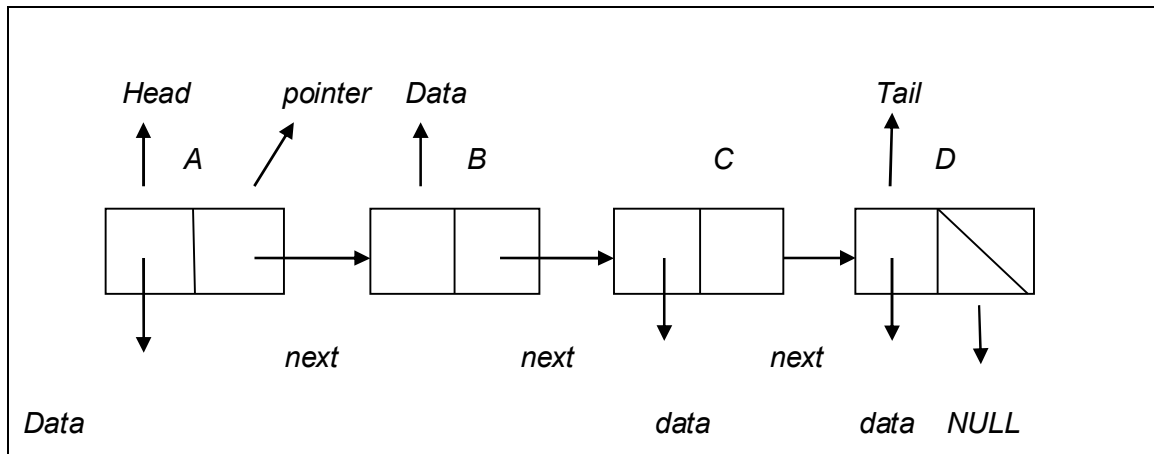 Head pointer Data Tail
A B C D
next next next
Data data data NULL